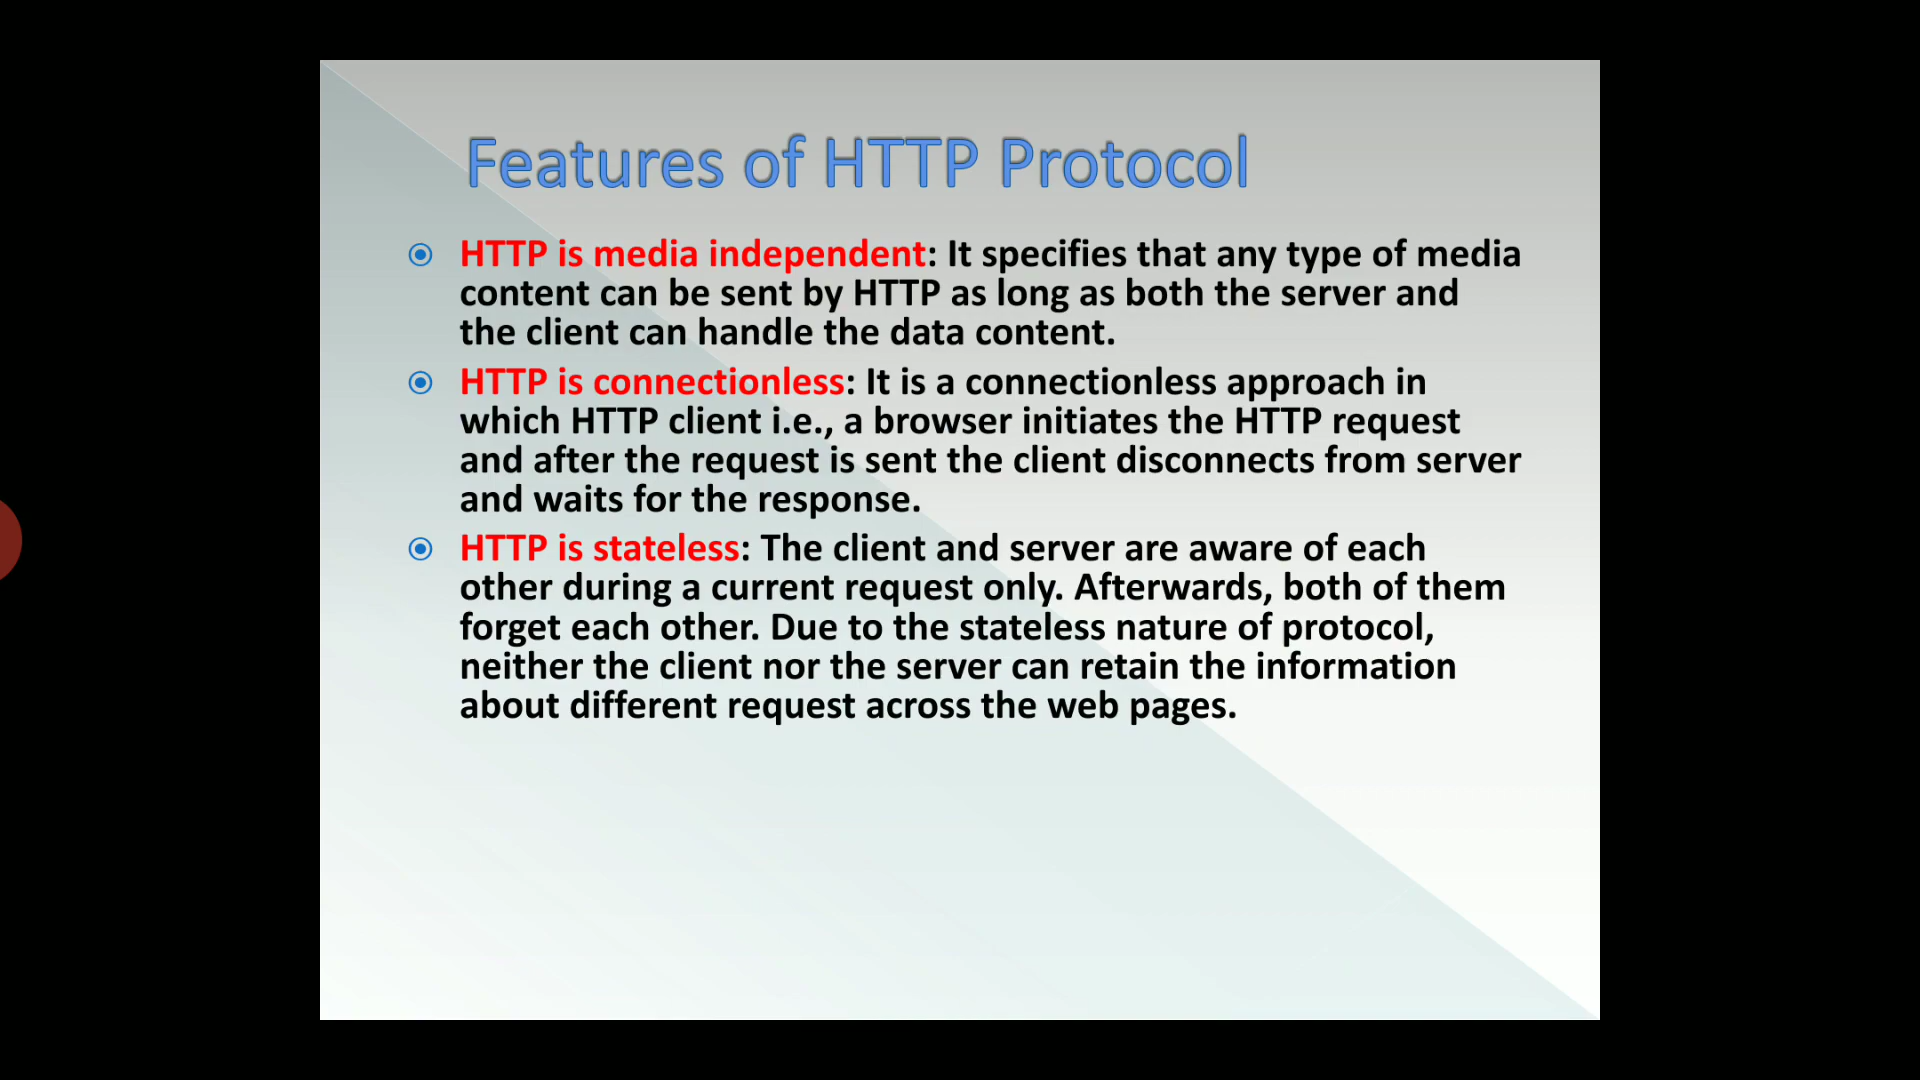 Features of HTTP Protocol
HTTP is media independent: It specifies that any type of media
content can be sent by HTTP as long as both the server and
the client can handle the data content.
HTTP is connectionless: It is a connectionless approach in
which HTTP client i.e., a browser initiates the HTTP request
and after the request is sent the client disconnects from server
and waits for the response.
HTTP is stateless: The client and server are aware of each
other during a current request only. Afterwards, both of them
forget each other. Due to the stateless nature of protocol,
neither the client nor the server can retain the information
about different request across the web pages.